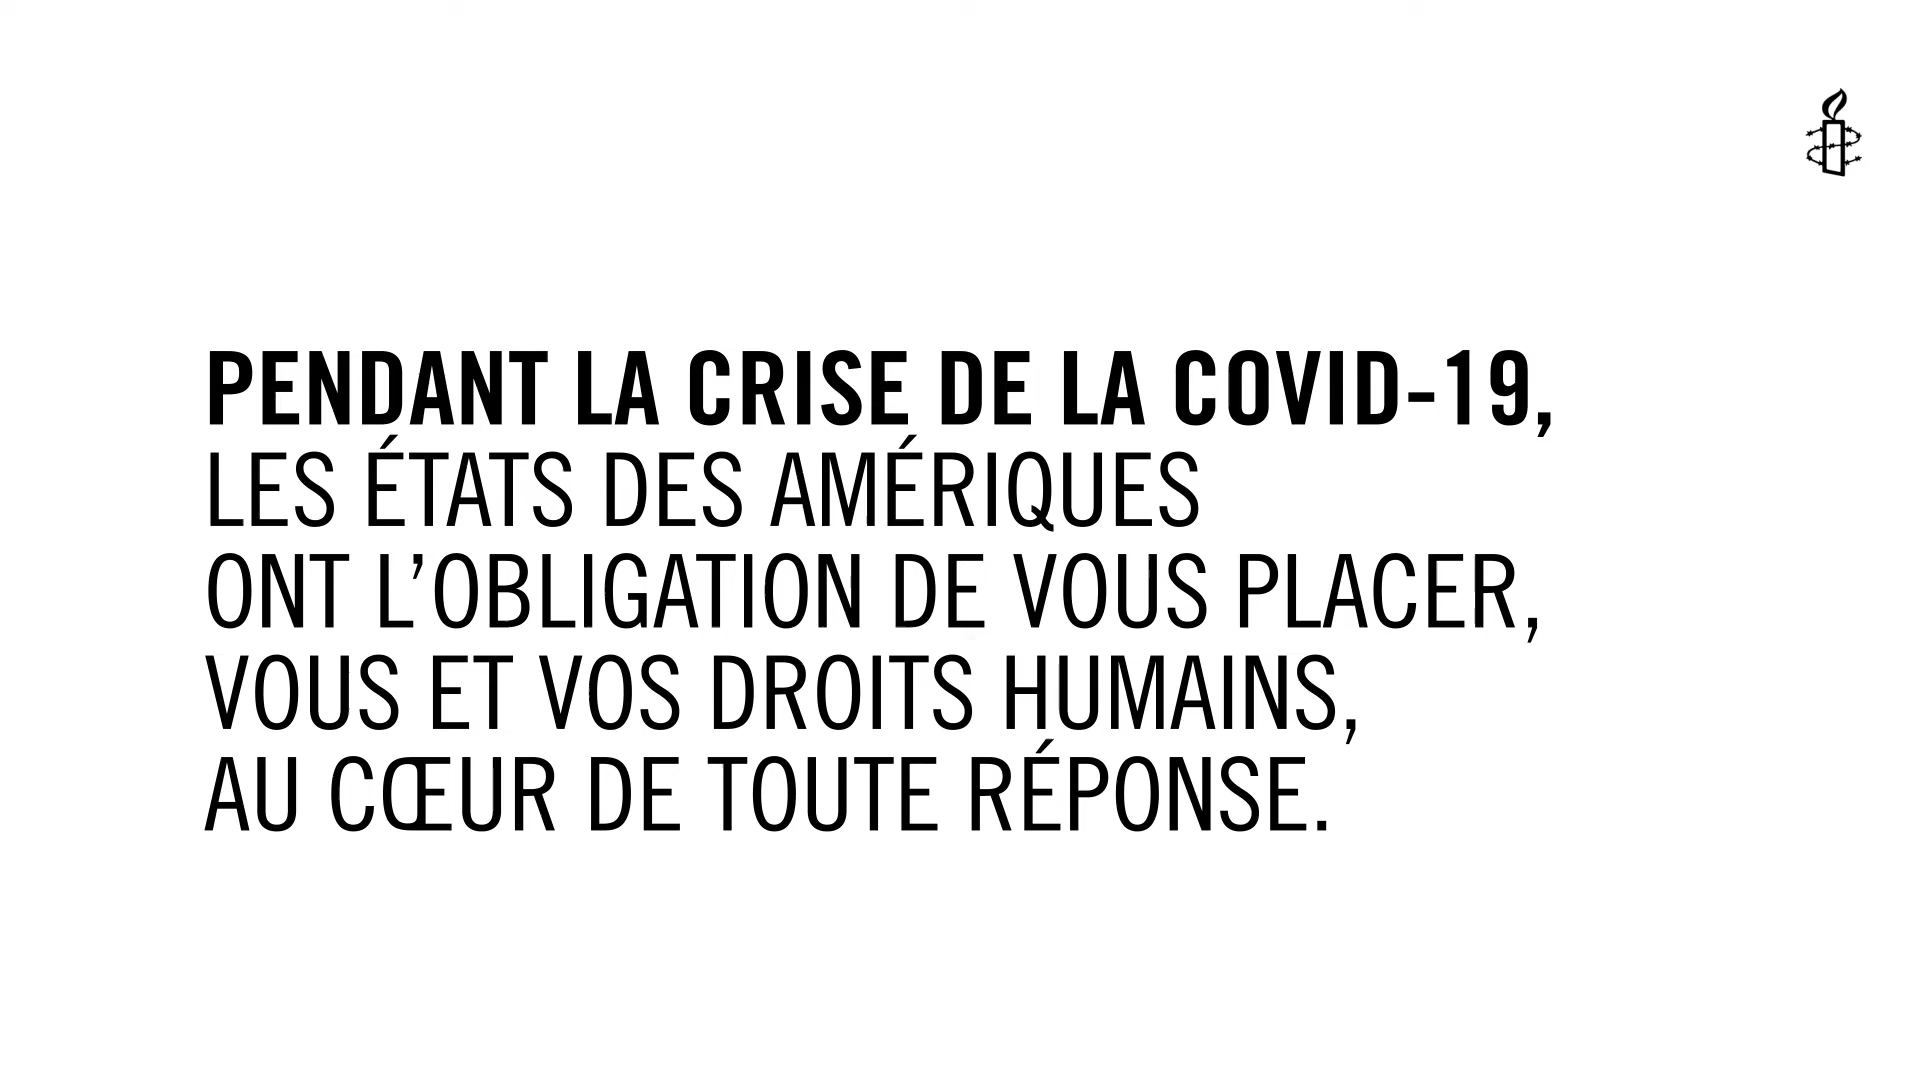 PENDANT LA CRISE DE LA COVID-19,
LES ÉTATS DES AMÉRIQUES
ONT L’OBLIGATION DE VOUS PLACER,
VOUS ET VOS DROITS HUMAINS,
AU CŒUR DE TOUTE RÉPONSE.